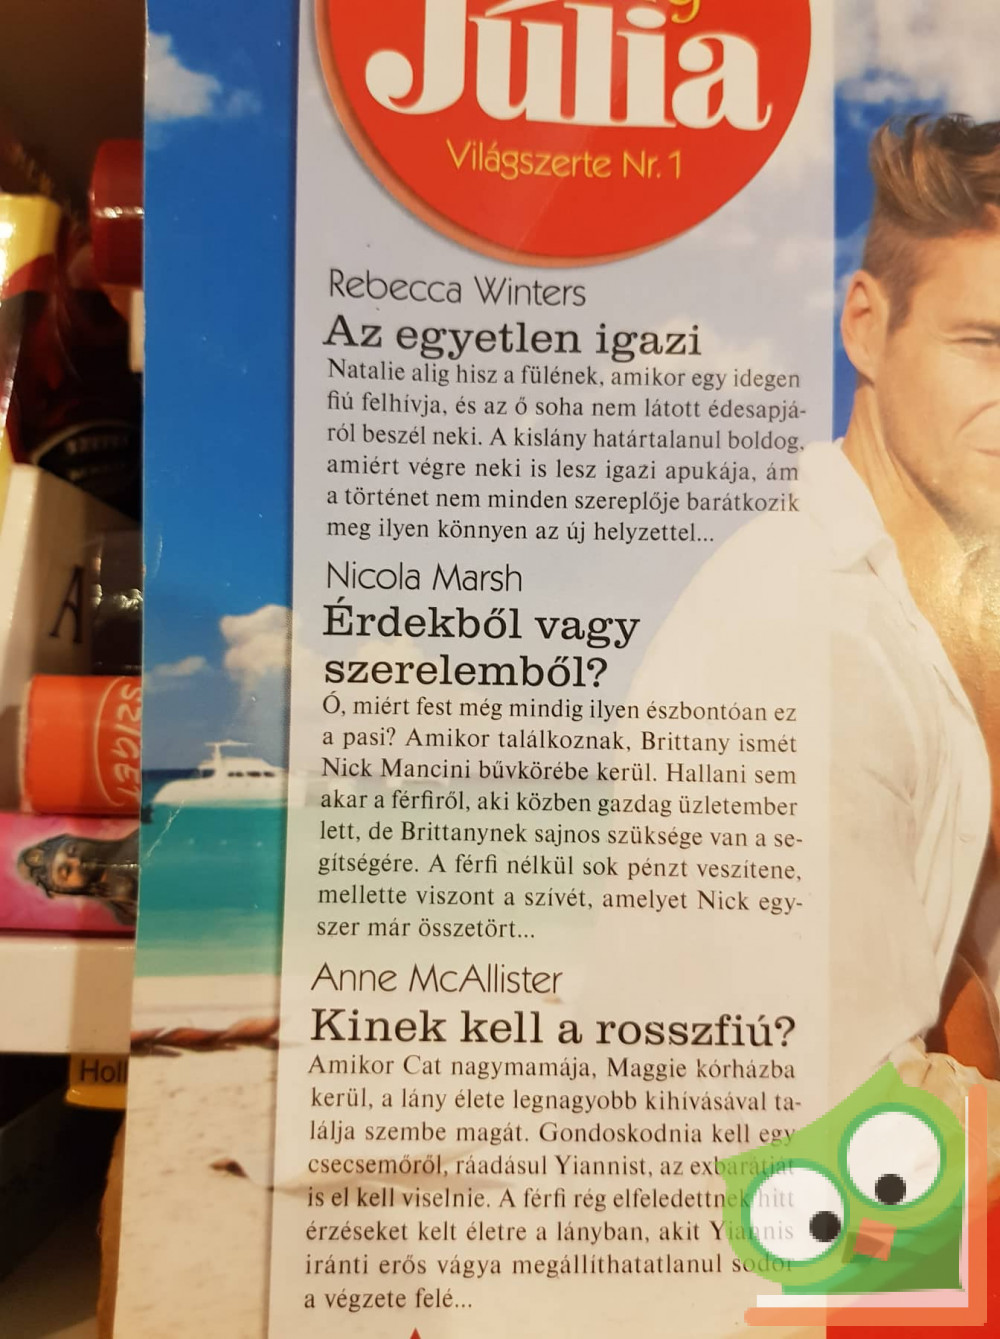 Júlia
Világszerte Nr. 1
Rebecca Winters
Az egyetlen igazi
Natalie alig hisz a fülének, amikor egy idegen
fiú felhívja, és az ő soha nem látott édesapjá-
ról beszél neki. A kislány határtalanul boldog,
amiért végre neki is lesz igazi apukája, ám
a történet nem minden szereplője barátkozik
meg ilyen könnyen az új helyzettel...
Nicola Marsh
Érdekből vagy
szerelemből?
Ó, miért fest még mindig ilyen észbontóan ez
a pasi? Amikor találkoznak, Brittany ismét
Nick Mancini bűvkörébe kerül. Hallani sem
akar a férfiről, aki közben gazdag üzletember
lett, de Brittanynek sajnos szüksége van a se-
gítségére. A férfi nélkül sok pénzt veszítene,
mellette viszont a szívét, amelyet Nick egy-
szer már összetört...
Anne McAllister
Kinek kell a rosszfiú?
Amikor Cat nagymamája, Maggie kórházba
kerül, a lány élete legnagyobb kihívásával ta-
lálja szembe magát. Gondoskodnia kell egy
csecsemőről, ráadásul Yiannist, az exbarátját
is el kell viselnie. A férfi rég elfeledettnek hitt
érzéseket kelt életre a lányban, akit Yiannis
iránti erős vágya megállíthatatlanul sodor
a végzete felé...
A
SZIGET
Holl